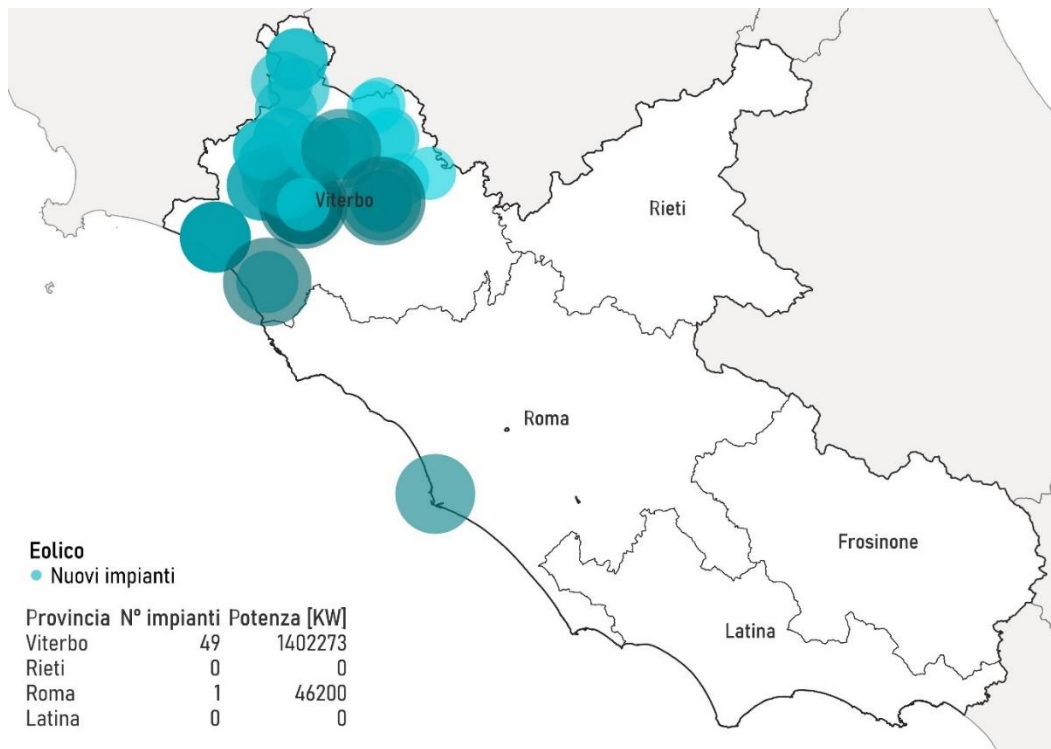 Viterbo
Rieti
Roma
Frosinone
Latina
Eolico
Nuovi impianti
Provincia N° impianti Potenza [KW]
Viterbo 49 1402273
Rieti 0 0
Roma 1 46200
Latina 0 0